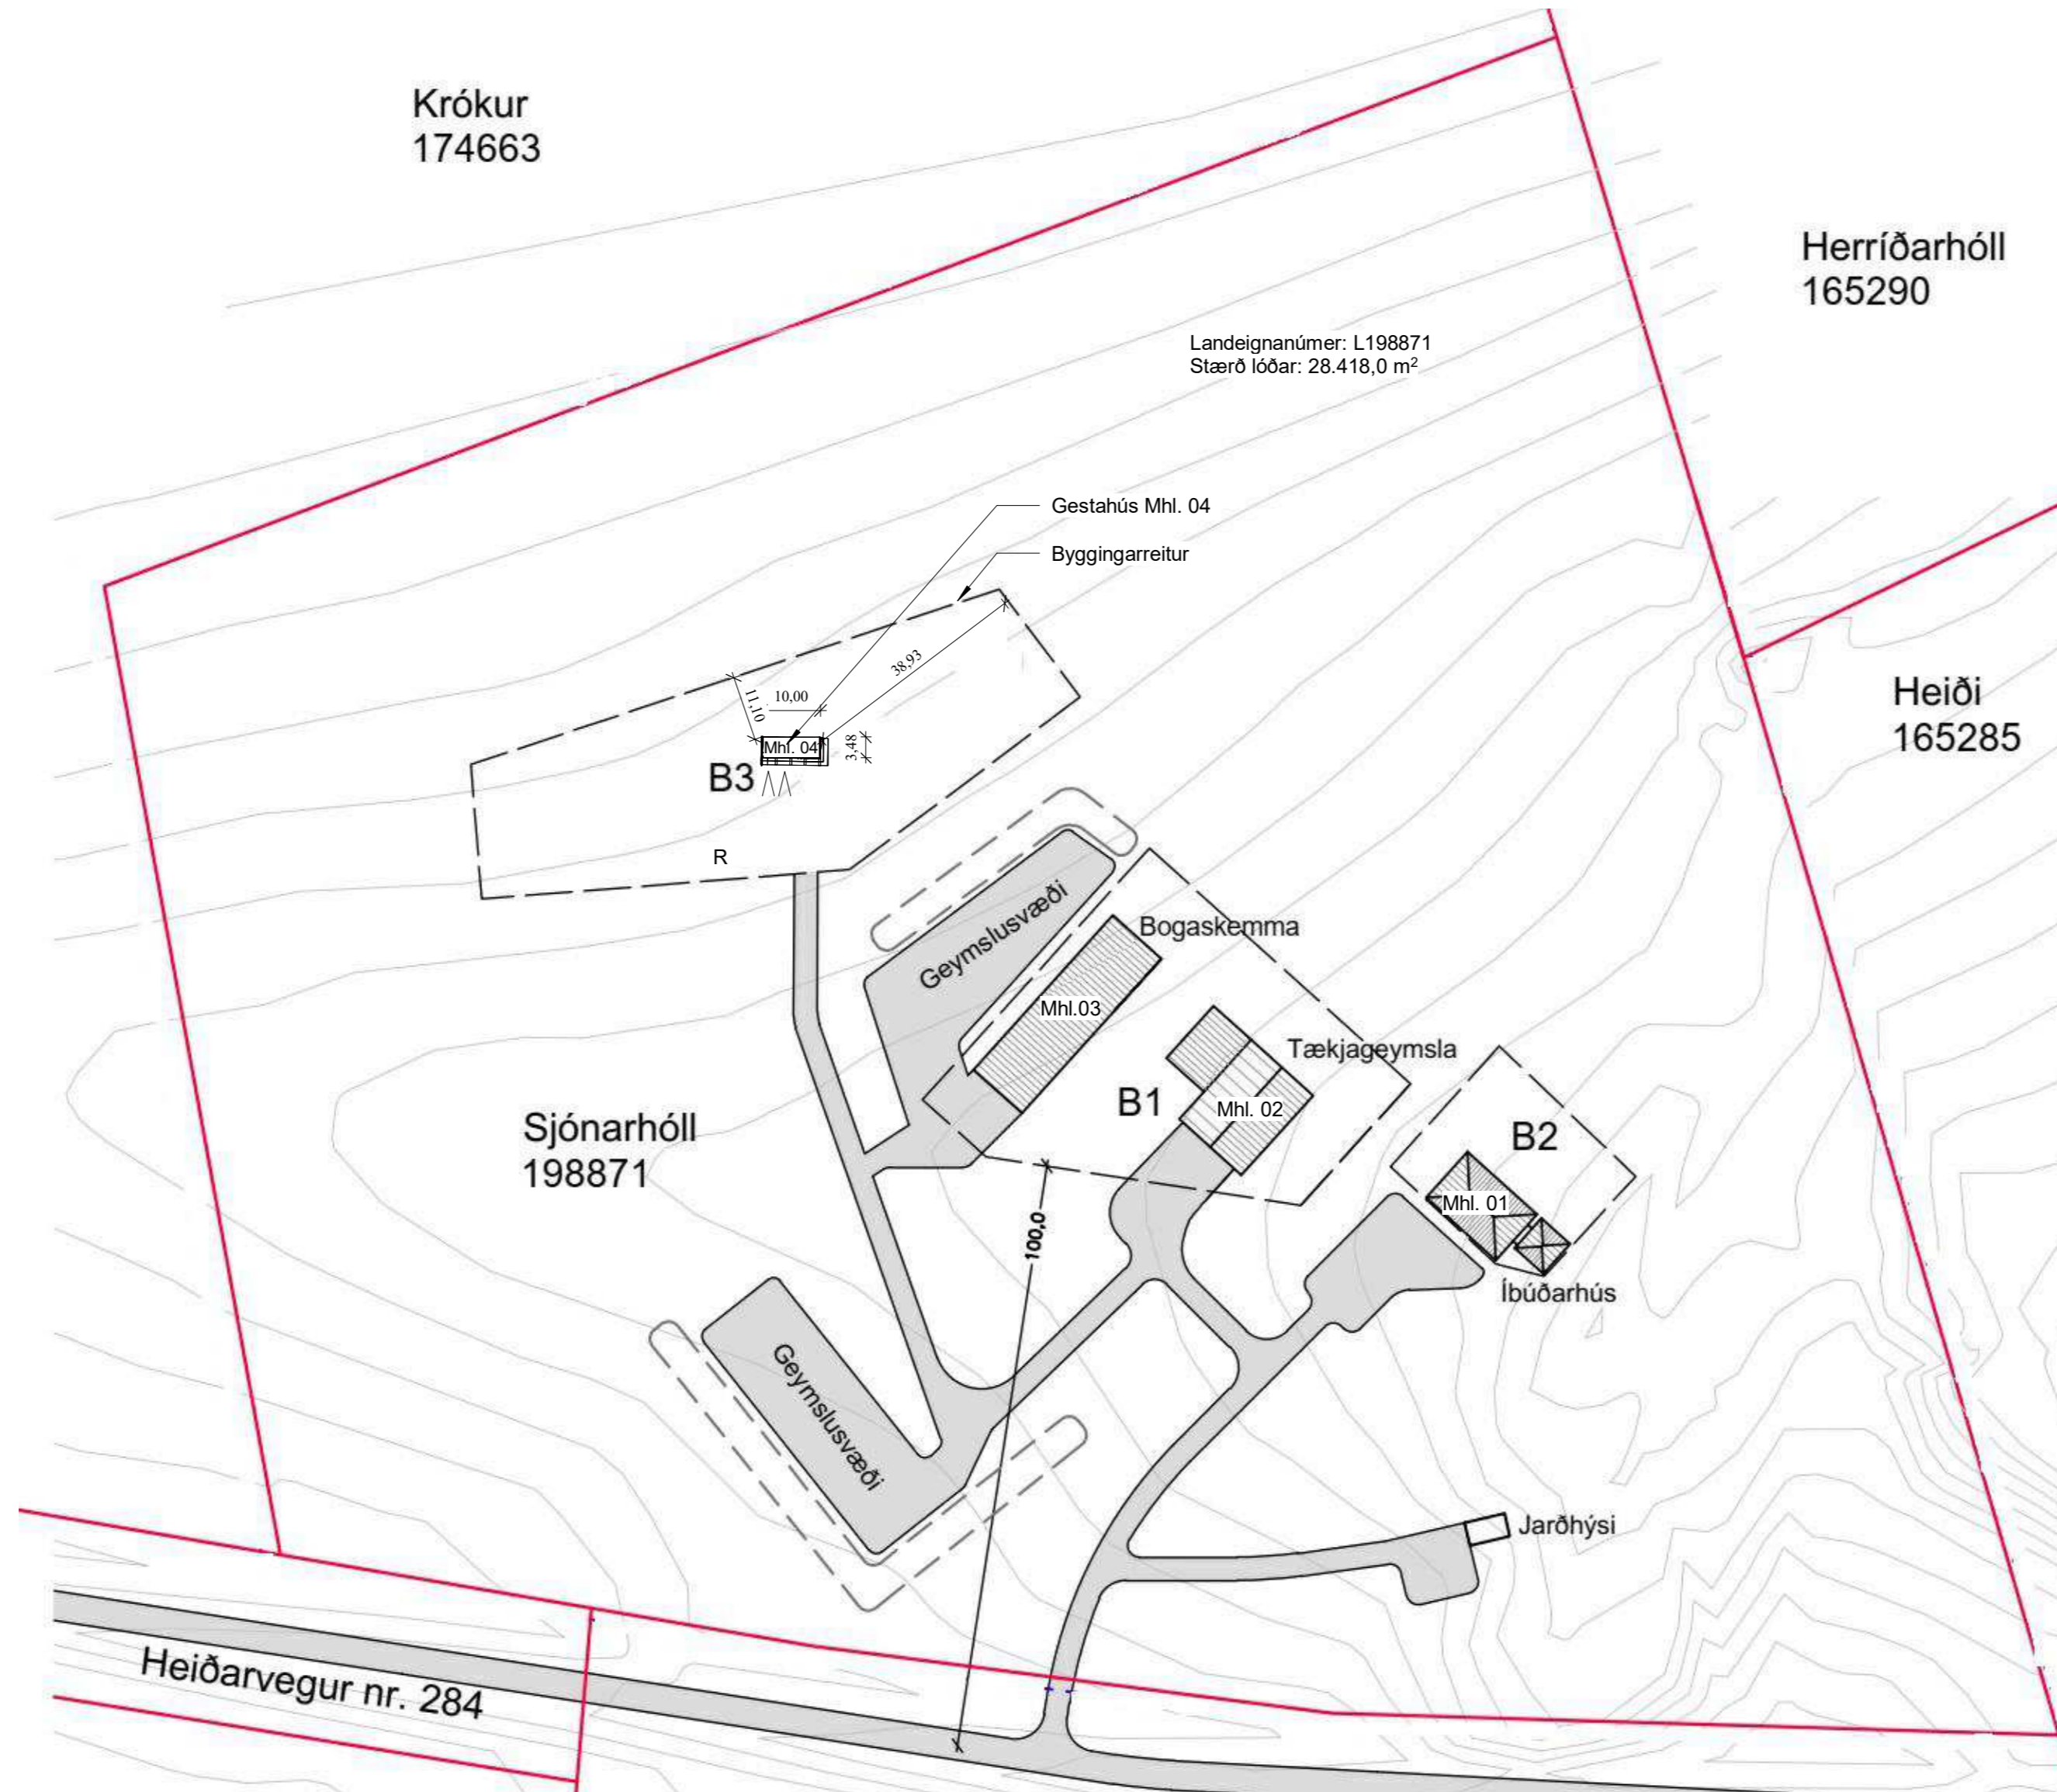 Krókur
174663
Herríðarhóll
165290
Landeignanúmer: L198871
Stærð lóðar: 28.418,0 m²
Gestahús Mhl. 04
Byggingarreitur
38,93
11,10
10,00
Mhl. 04
3,48
B3
R
Heiði
165285
Geymslusvæði
Bogaskemma
Mhl.03
Tækjageymsla
B1
Mhl. 02
B2
Mhl. 01
Íbúðarhús
Sjónarhóll
198871
100,0
Geymslusvæði
Jarðhýsi
Heiðarvegur nr. 284